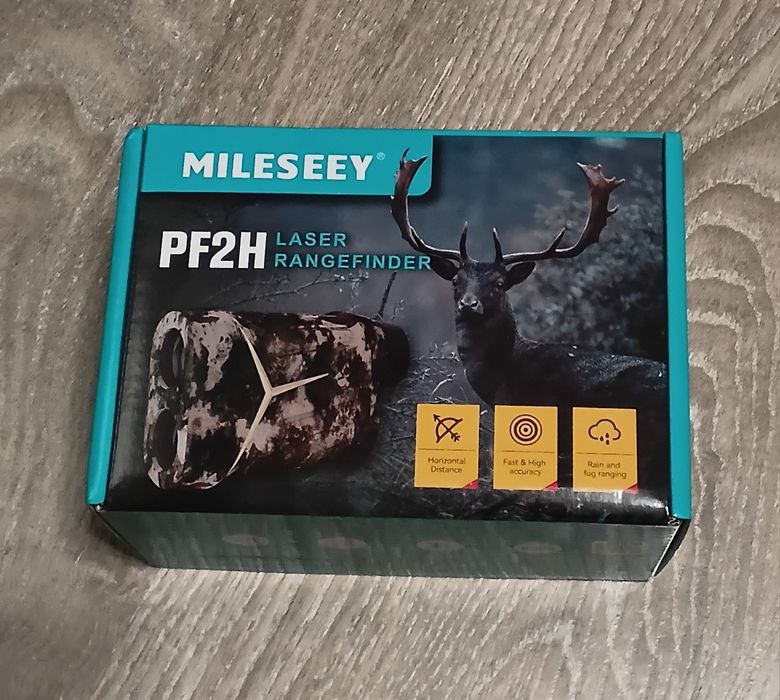 MILESEEY®
PF2H LASER
RANGEFINDER
Horizontal
Distance
Fast & High
accuracy
Rain and
fog ranging